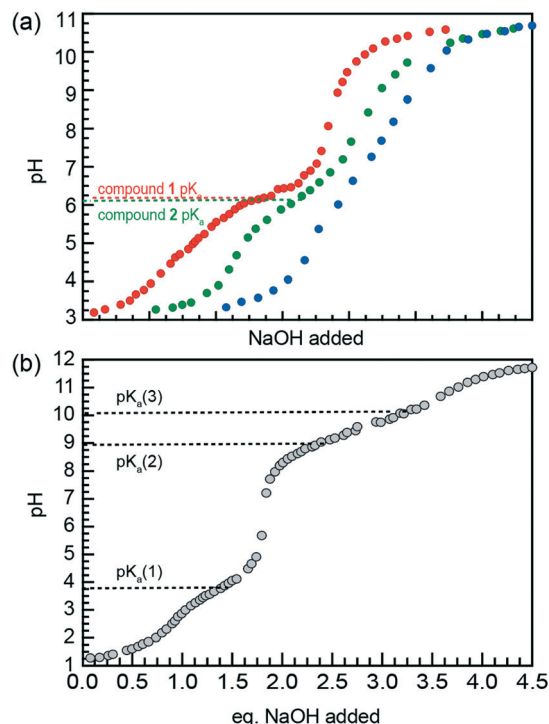 (a)
11
10
9
8
7
6
5
4
3
pH
compound 1 pKa
compound 2 pKa
NaOH added
(b)
12
11
10
9
8
7
6
5
4
3
2
1
pH
pKa(3)
pKa(2)
pKa(1)
0.0 0.5 1.0 1.5 2.0 2.5 3.0 3.5 4.0 4.5
eq. NaOH added